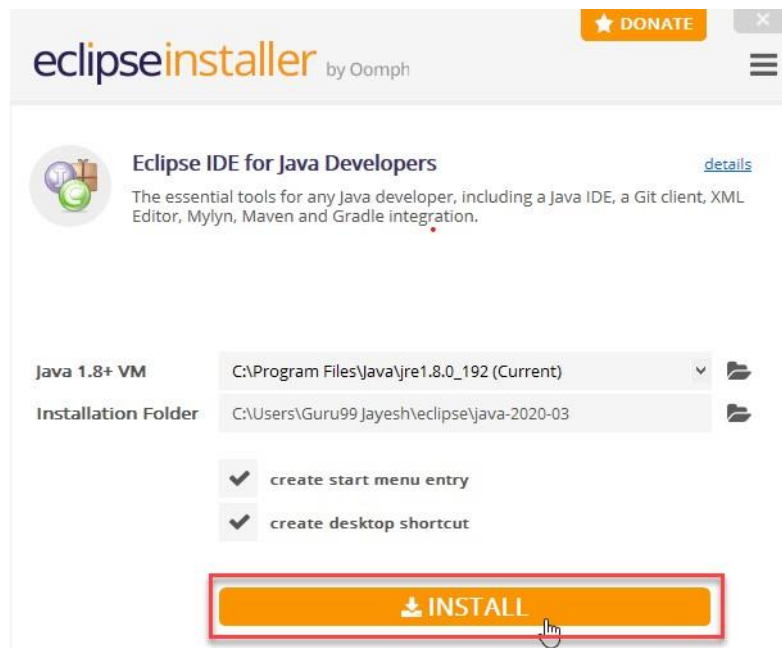 DONATE
eclipseinstaller by Oomph
Eclipse IDE for Java Developers
details
The essential tools for any Java developer, including a Java IDE, a Git client, XML
Editor, Mylyn, Maven and Gradle integration.
Java 1.8+ VM
C:\Program Files\Java\jre1.8.0_192 (Current)
Installation Folder
C:\Users\Guru99 Jayesh\eclipse\java-2020-03
create start menu entry
create desktop shortcut
INSTALL